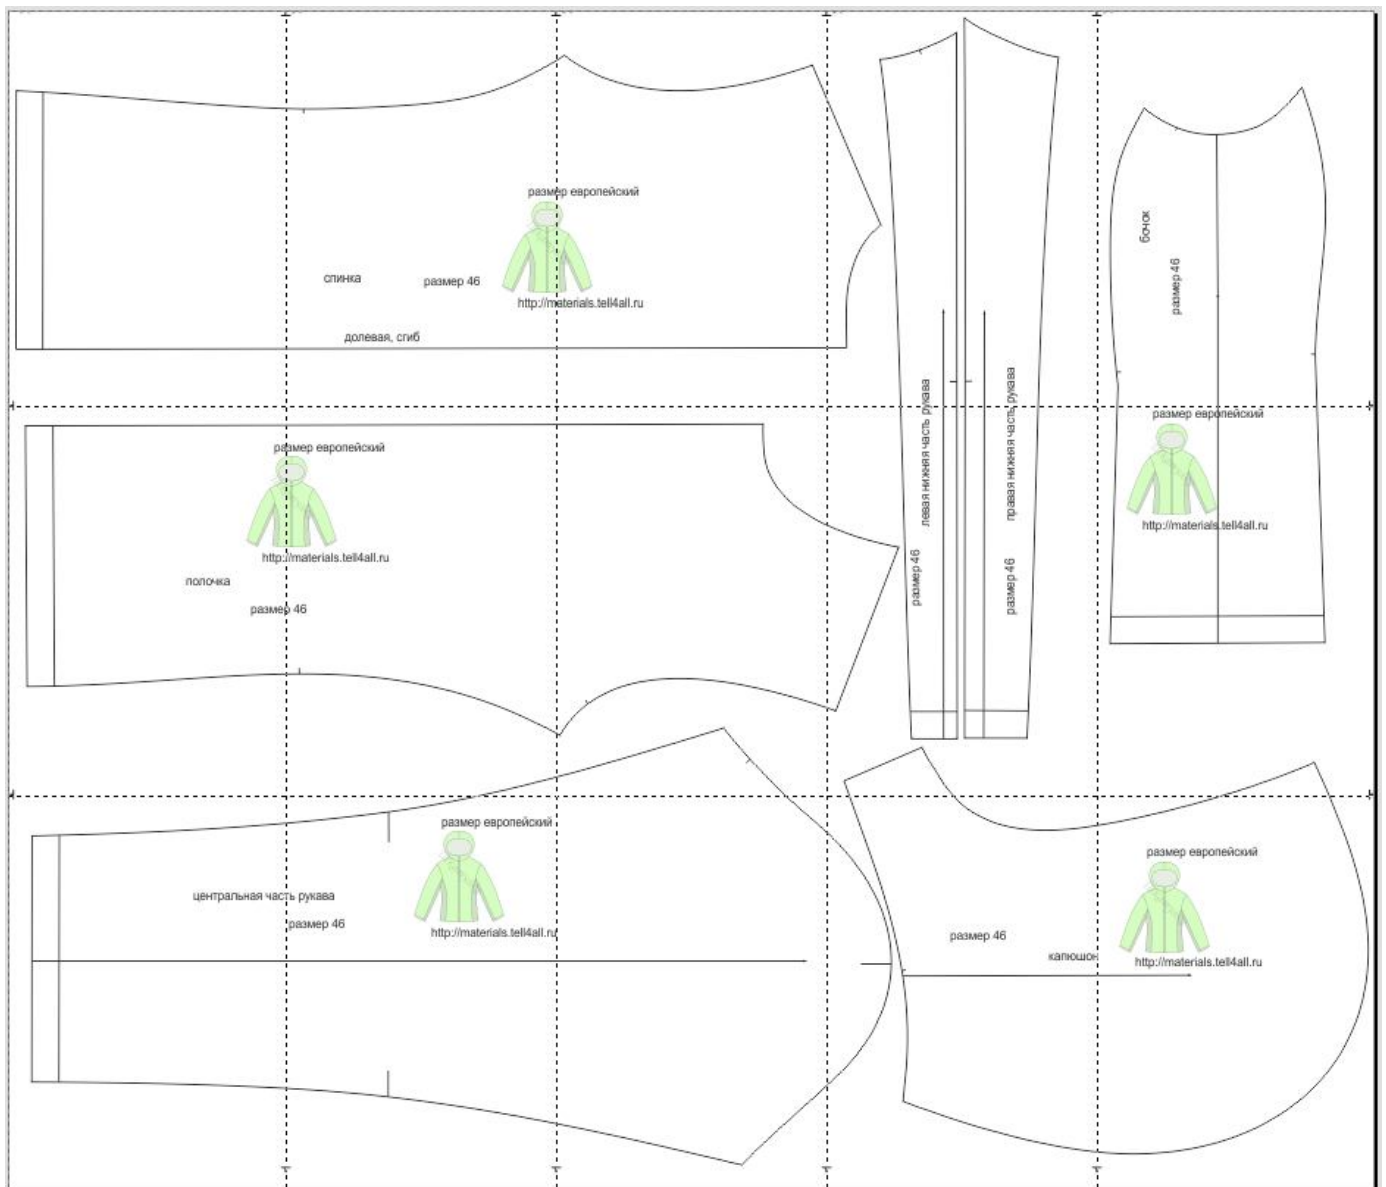 размер европейский
спинка
размер 46
http://materials.tell4all.ru
долевая, сгиб
размер европейский
http://materials.tell4all.ru
полочка
размер 46
левая нижняя часть рукава
размер 46
правая нижняя часть рукава
размер 46
бочок
размер 46
размер европейский
http://materials.tell4all.ru
размер европейский
центральная часть рукава
размер 46
http://materials.tell4all.ru
размер европейский
размер 46
капюшон
http://materials.tell4all.ru